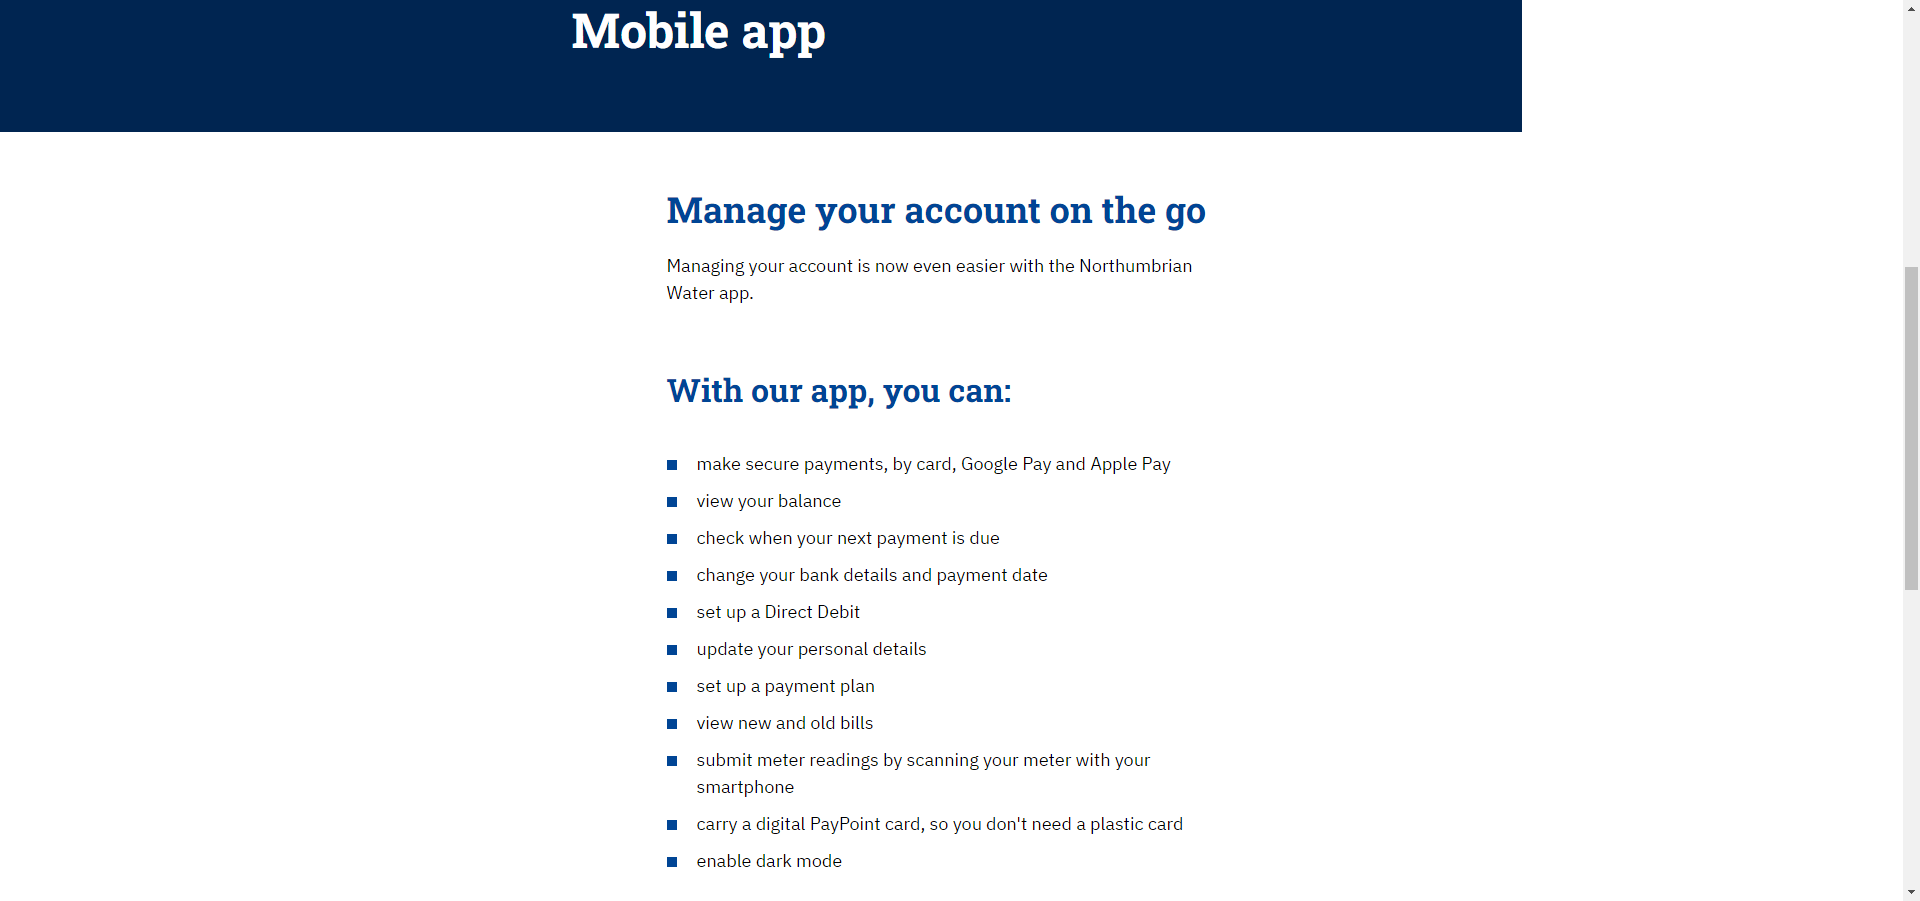 Mobile app
Manage your account on the go
Managing your account is now even easier with the Northumbrian
Water app.
With our app, you can:
make secure payments, by card, Google Pay and Apple Pay
view your balance
check when your next payment is due
change your bank details and payment date
set up a Direct Debit
update your personal details
set up a payment plan
view new and old bills
submit meter readings by scanning your meter with your
smartphone
carry a digital PayPoint card, so you don't need a plastic card
enable dark mode